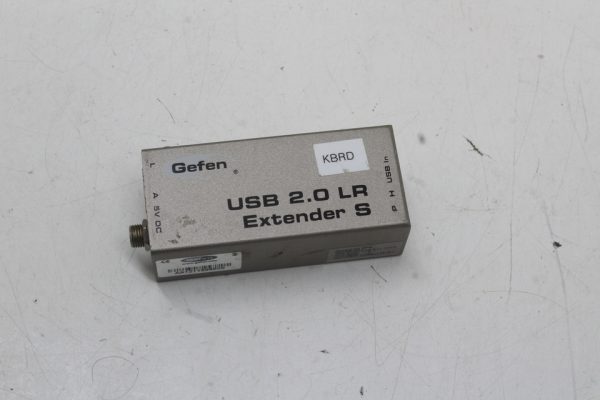 Gefen
KBRD
USB 2.0 LR
Extender S
L
A 5V DC
P H USB In